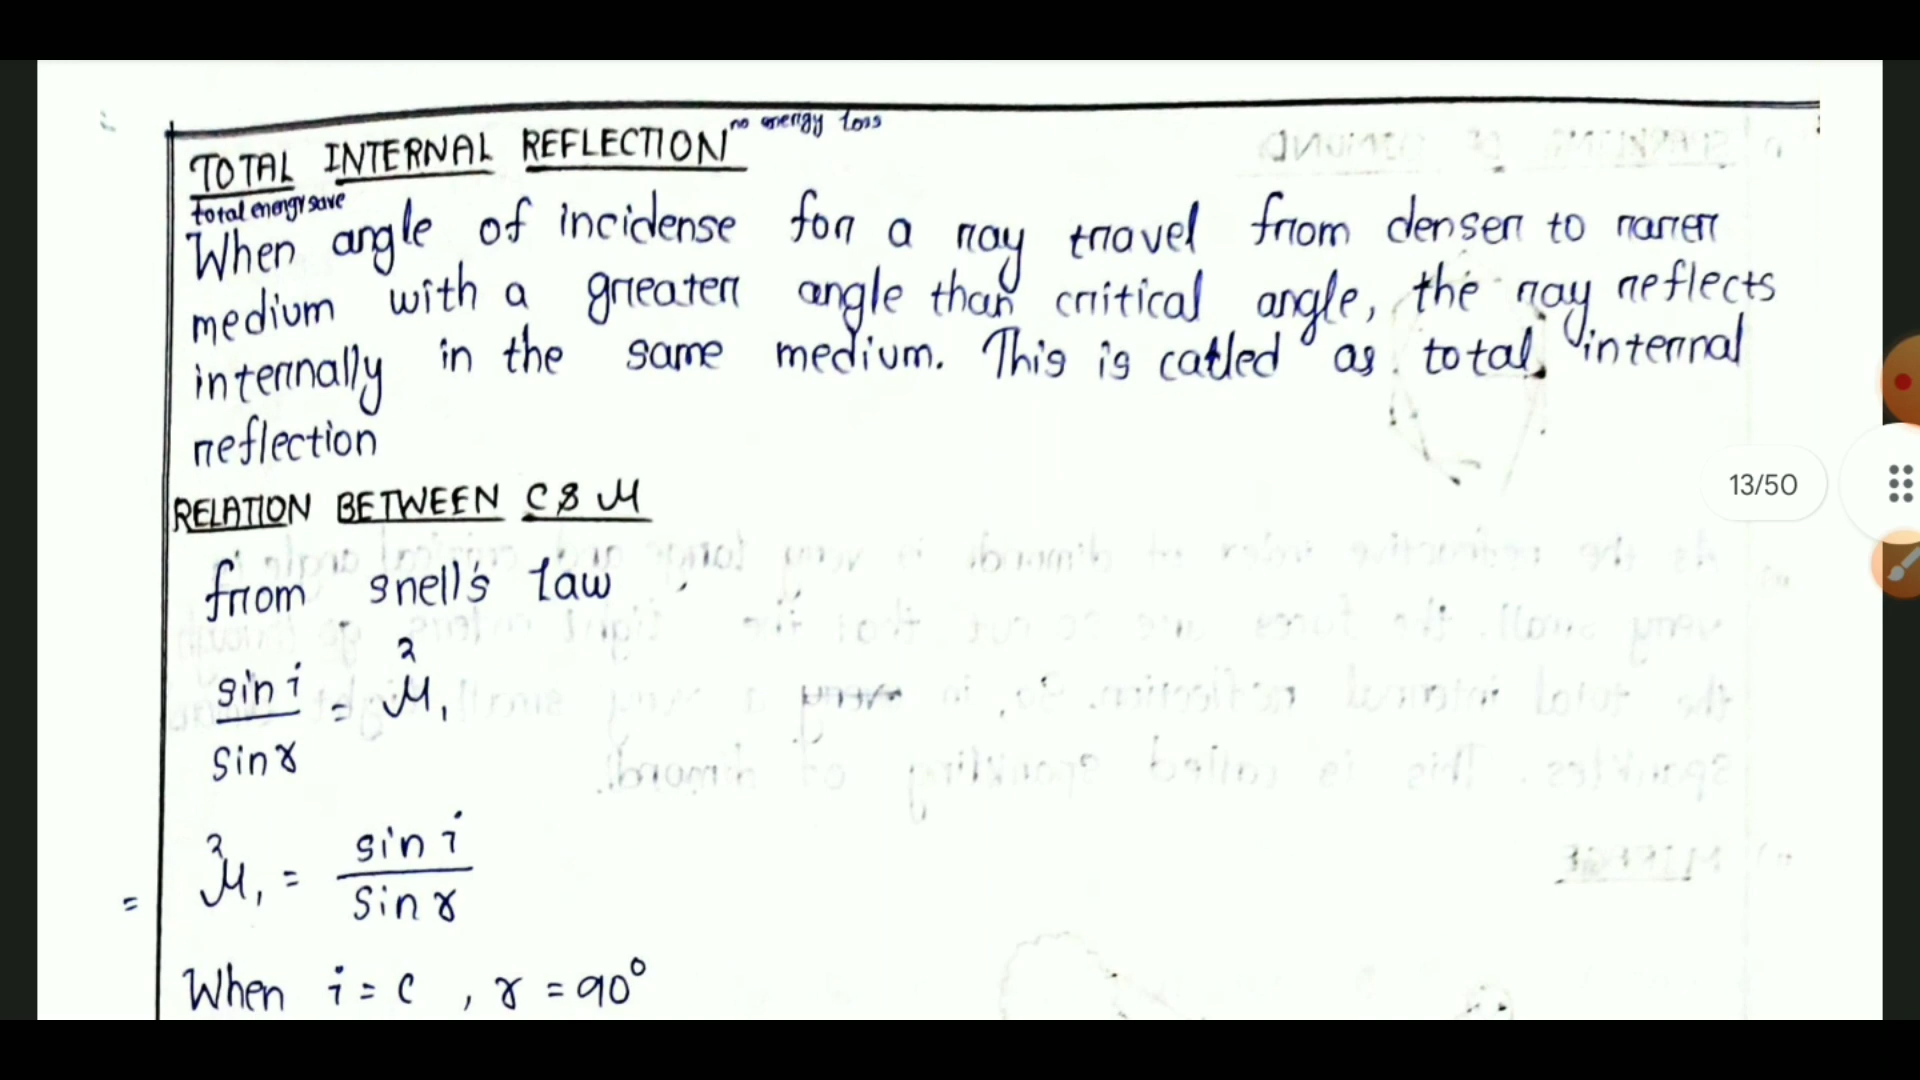 TOTAL INTERNAL REFLECTION no energy loss
total energy save
When angle of incidense for a ray travel from denser to rarer
medium with a greater angle than critical angle, the ray reflects
internally in the same medium. This is called as total internal
reflection
RELATION BETWEEN C & μ
13/50
from snell's law
sin i / sin r = ²μ₁
²μ₁ = sin i / sin r
=
When i = c , r = 90°